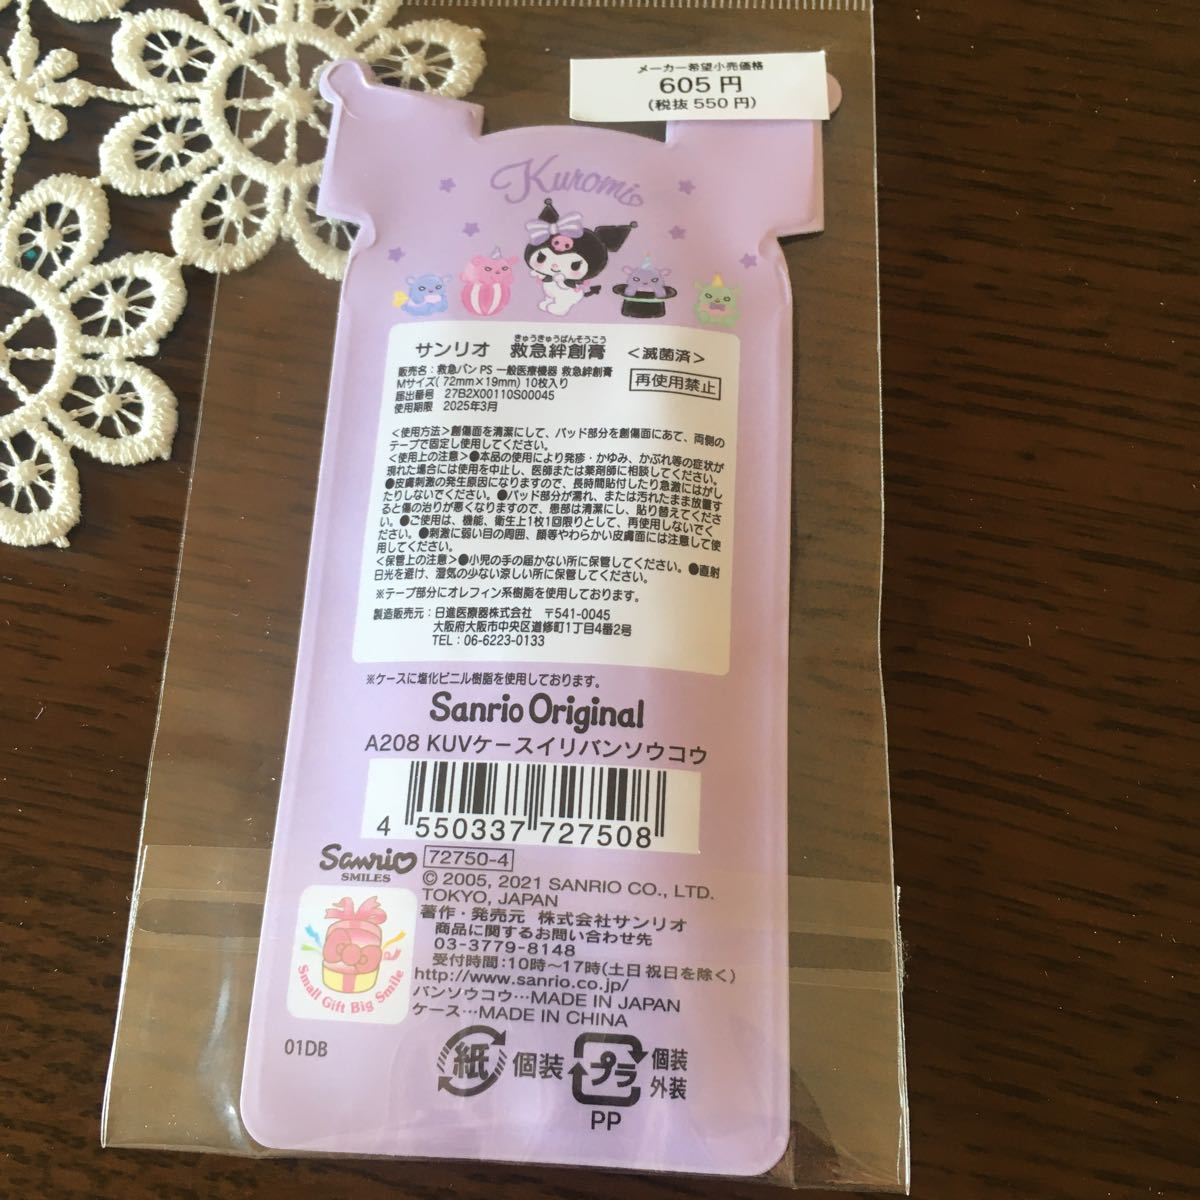 メーカー希望小売価格
605円
(税抜 550円)
Kuromi
きゅうきゅうばんそうこう
サンリオ 救急絆創膏 <滅菌済>
販売名:救急バン PS 一般医療機器 救急絆創膏
Mサイズ( 72mm×19mm) 10枚入り
届出番号 27B2X00110S00045
使用期限 2025年3月
再使用禁止
<使用方法>創傷面を清潔にして、パッド部分を創傷面にあて、両側の
テープで固定し使用してください。
<使用上の注意>●本品の使用により発疹・かゆみ、かぶれ等の症状が
現れた場合には使用を中止し、医師または薬剤師に相談してください。
●皮膚刺激の発生原因になりますので、長時間貼付したり急激にはがし
たりしないでください。●パッド部分が濡れ、または汚れたまま放置す
ると傷の治りが悪くなりますので、患部は清潔にし、貼り替えてくださ
い。●ご使用は、機能、衛生上1枚1回限りとして、再使用しないでく
ださい。●刺激に弱い目の周囲、顔等やわらかい皮膚面には注意して使
用してください。
<保管上の注意>●小児の手の届かない所に保管してください。●直射
日光を避け、湿気の少ない涼しい所に保管してください。
※テープ部分にオレフィン系樹脂を使用しております。
製造販売元:日進医療器株式会社 〒541-0045
大阪府大阪市中央区道修町1丁目4番2号
TEL:06-6223-0133
※ケースに塩化ビニル樹脂を使用しております。
Sanrio Original
A208 KUVケースイリバンソウコウ
4 550337 727508
Sanrio
SMILES
72750-4
© 2005, 2021 SANRIO CO., LTD.
TOKYO, JAPAN
著作・発売元 株式会社サンリオ
商品に関するお問い合わせ先
03-3779-8148
受付時間:10時~17時(土日祝日を除く)
http://www.sanrio.co.jp/
バンソウコウ…MADE IN JAPAN
ケース…MADE IN CHINA
Small Gift Big Smile
01DB
紙 個装
プラ 個装
外装
PP